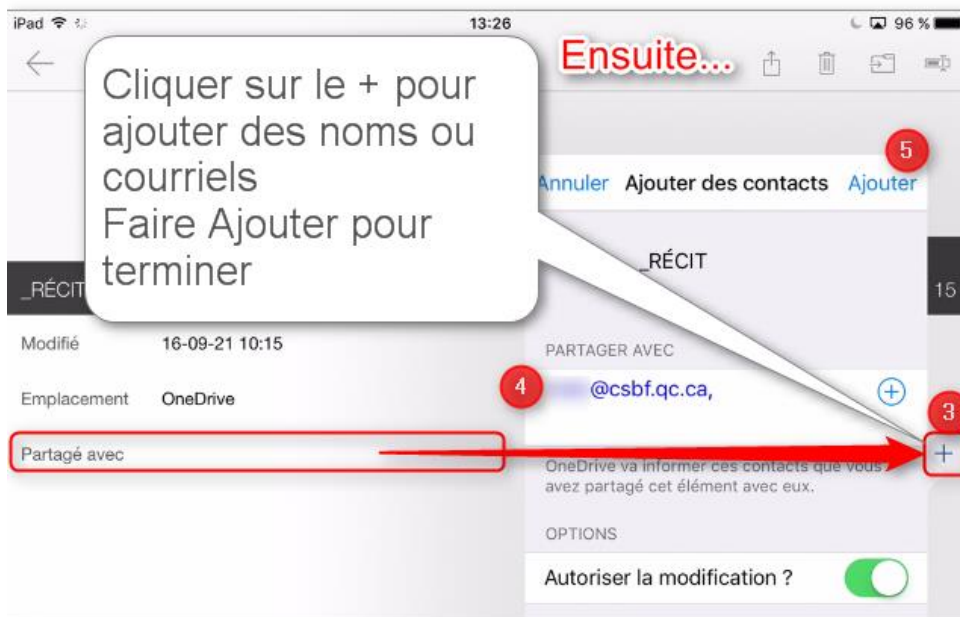 iPad 13:26 96 %
Ensuite...
Cliquer sur le + pour
ajouter des noms ou
courriels
Faire Ajouter pour
terminer
5
Annuler Ajouter des contacts Ajouter
_RÉCIT
_RÉCIT 15
Modifié 16-09-21 10:15
PARTAGER AVEC
4 @csbf.qc.ca,
Emplacement OneDrive
3
Partagé avec
OneDrive va informer ces contacts que vous
avez partagé cet élément avec eux.
OPTIONS
Autoriser la modification ?